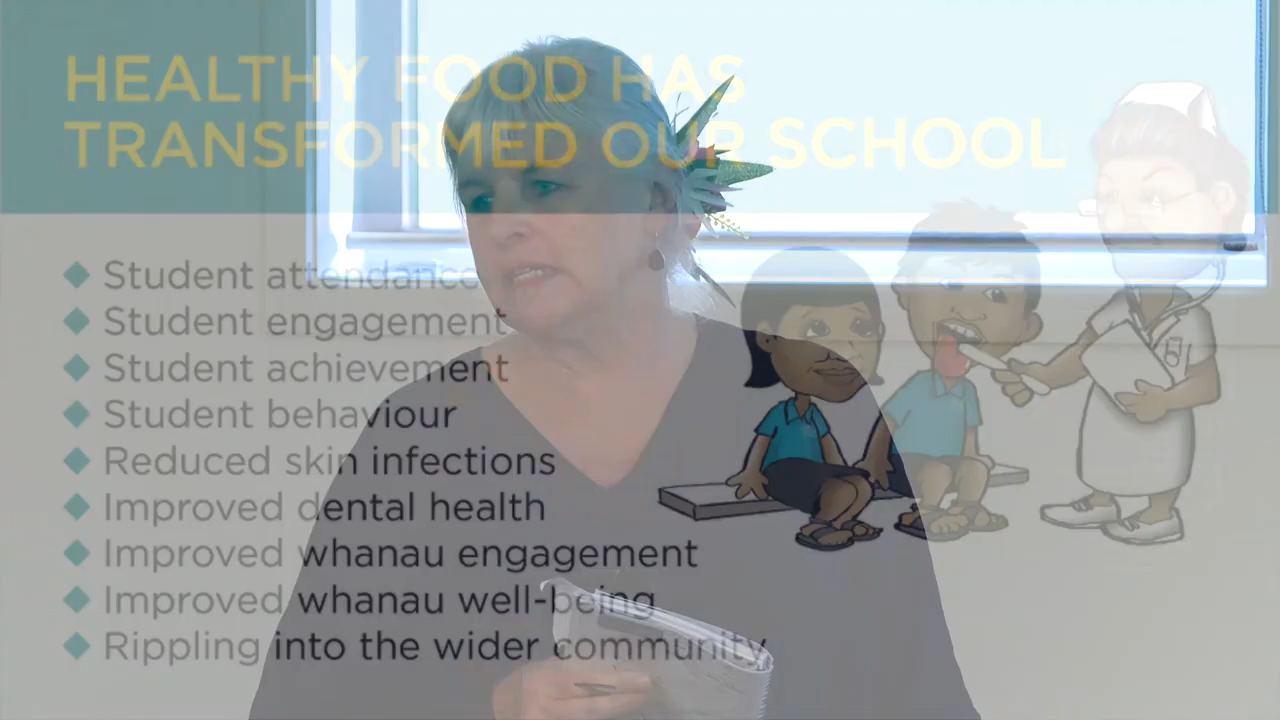 HEALTHY FOOD HAS
TRANSFORMED OUR SCHOOL
Student attendance
Student engagement
Student achievement
Student behaviour
Reduced skin infections
Improved dental health
Improved whanau engagement
Improved whanau well-being
Rippling into the wider community